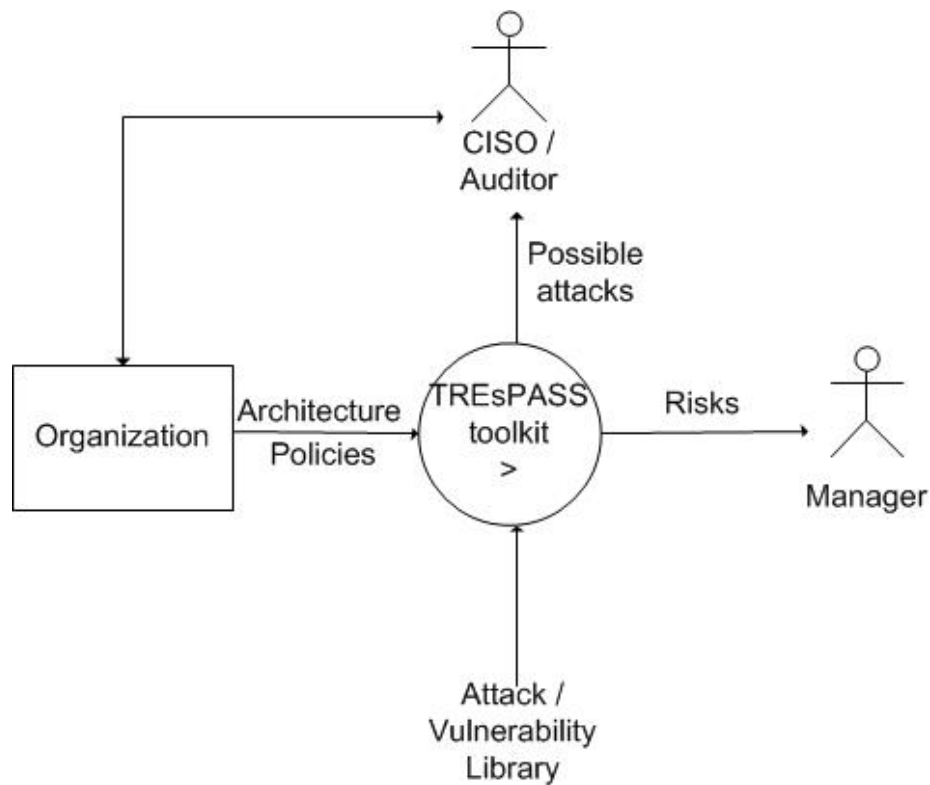 CISO /
Auditor
Possible
attacks
Organization
Architecture
Policies
TREsPASS
toolkit
>
Risks
Manager
Attack /
Vulnerability
Library